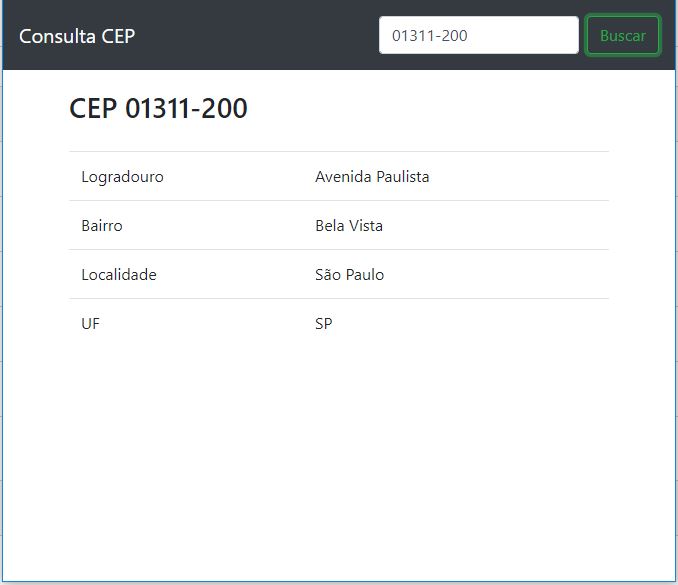 Consulta CEP 01311-200 Buscar
CEP 01311-200
Logradouro Avenida Paulista
Bairro Bela Vista
Localidade São Paulo
UF SP